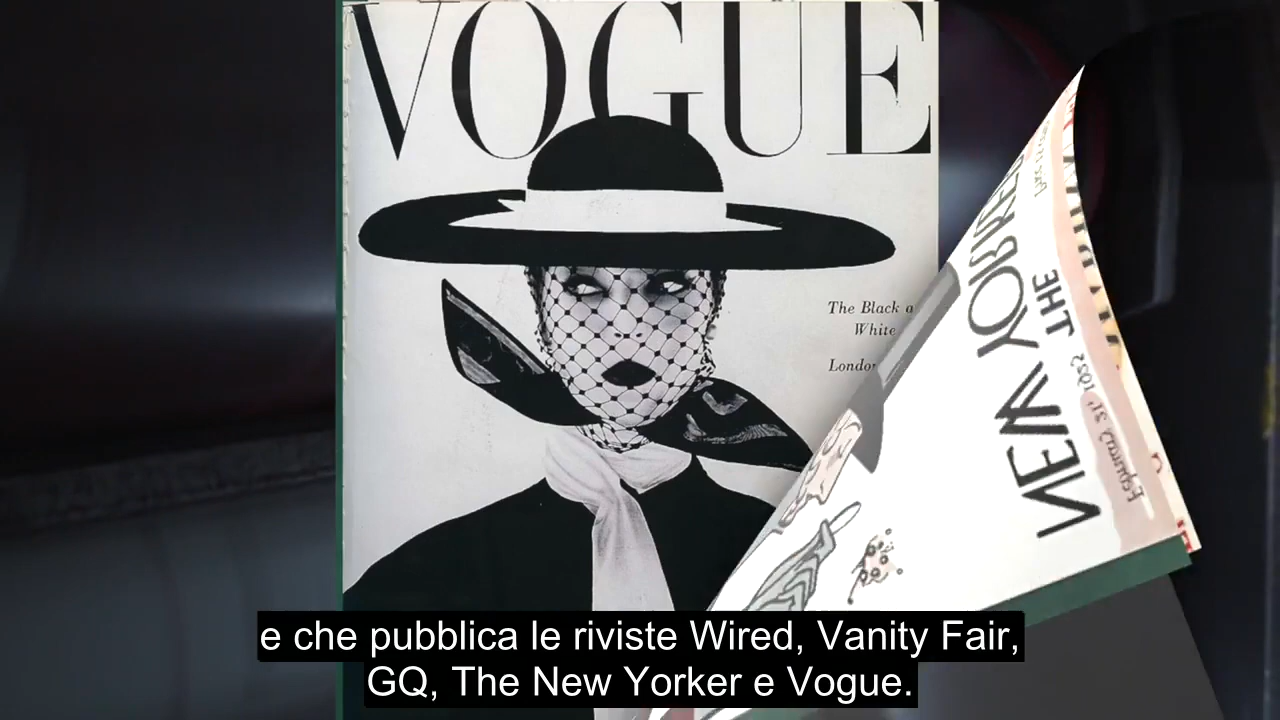 VOGUE
The Black a
White
London
THE
NEW YORKER
e che pubblica le riviste Wired, Vanity Fair,
GQ, The New Yorker e Vogue.